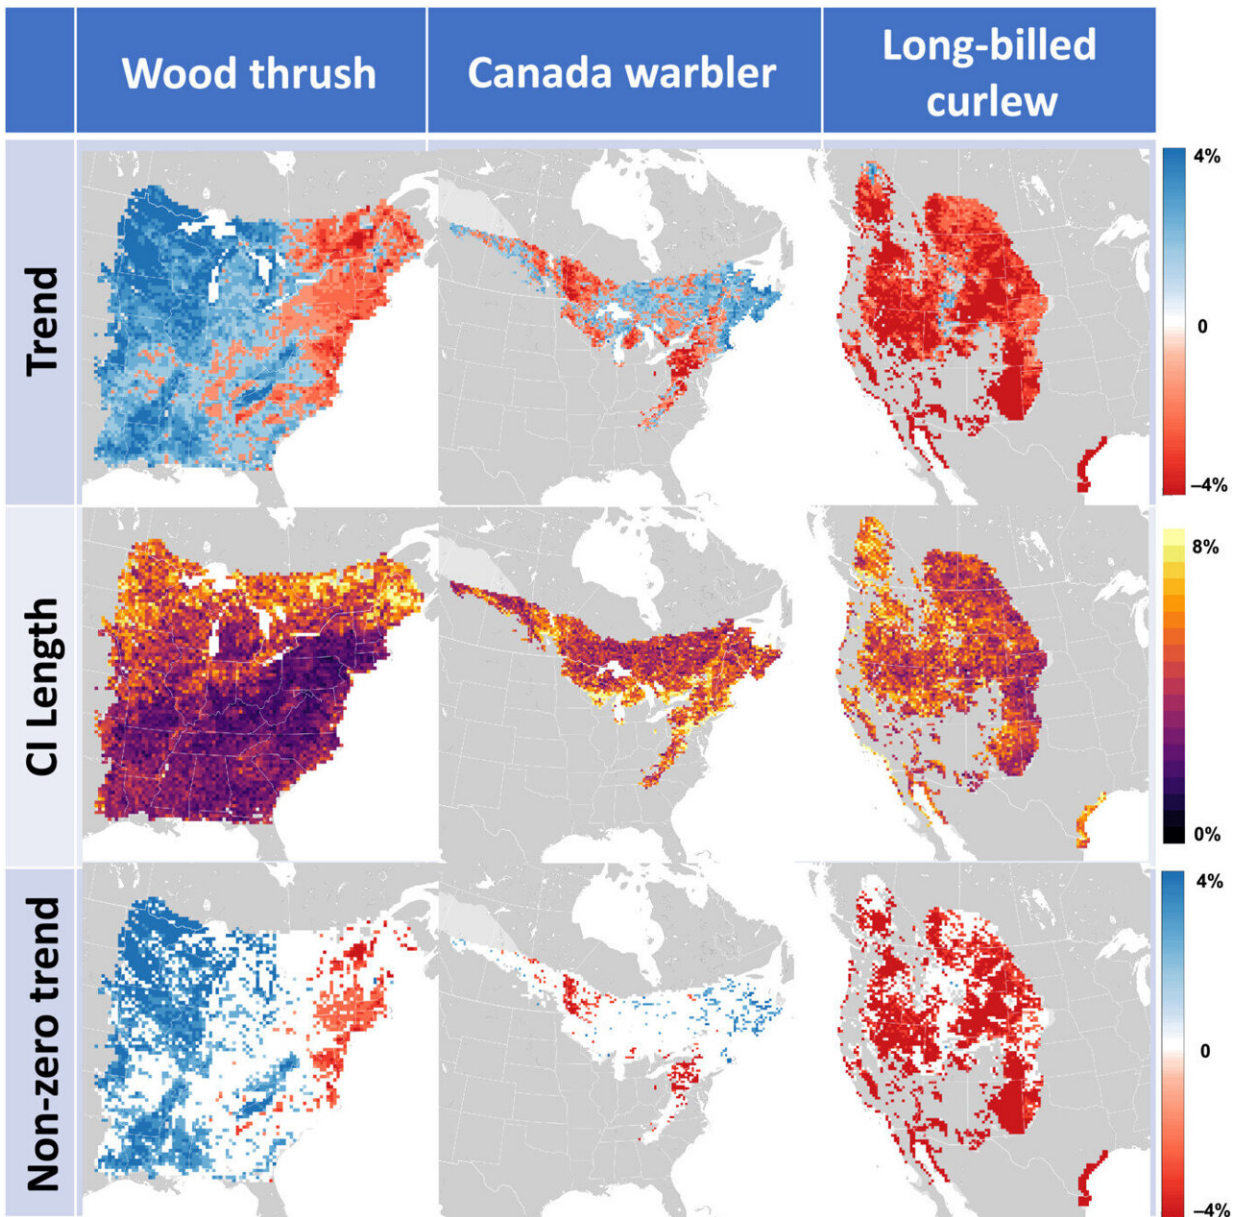 Wood thrush
Canada warbler
Long-billed
curlew
Trend
4%
0
–4%
CI Length
8%
0%
Non-zero trend
4%
0
–4%